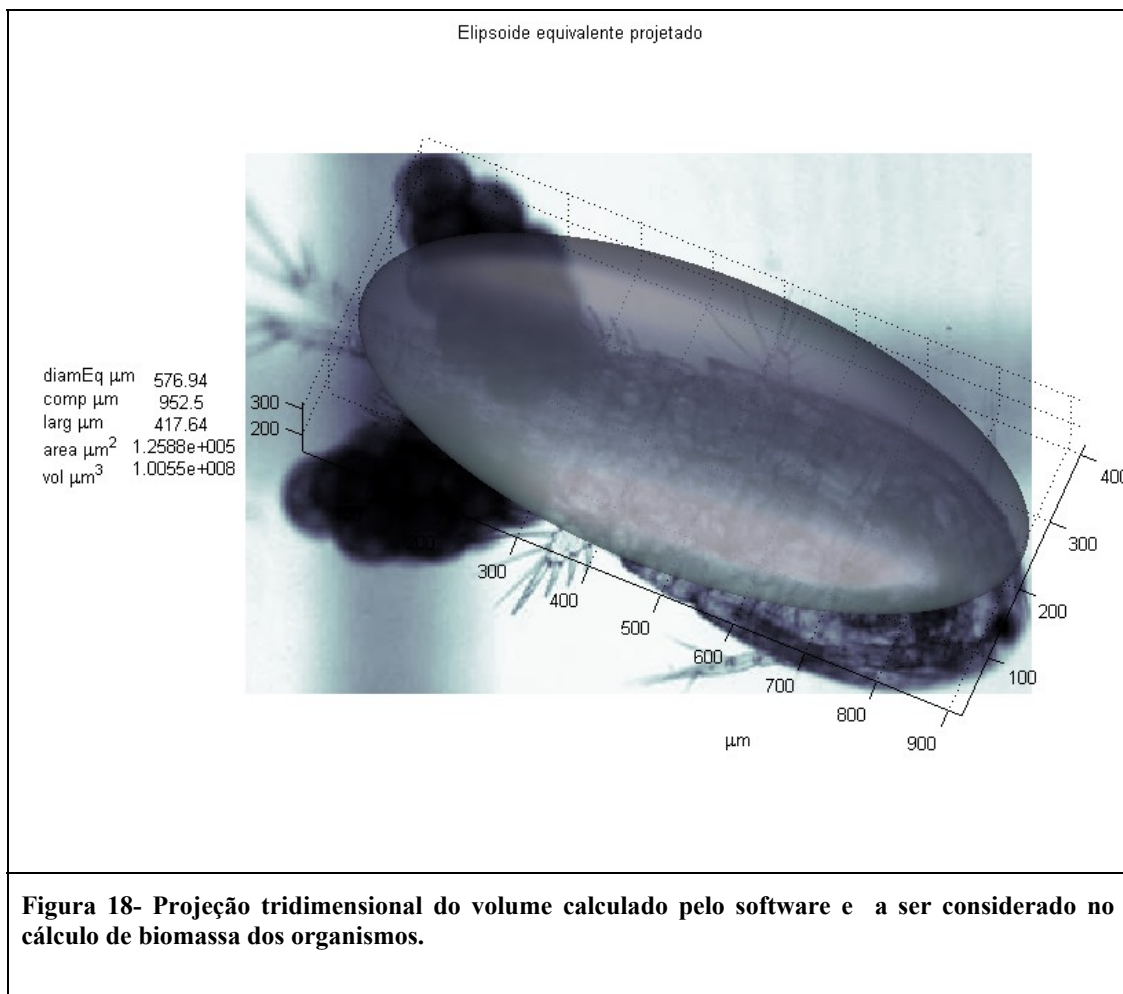 Elipsoide equivalente projetado
diamEq µm 576.94
comp µm 952.5
larg µm 417.64
area µm² 1.2588e+005
vol µm³ 1.0055e+008
300
200
200
300
400
500
600
700
800
900
µm
100
200
300
400
Figura 18- Projeção tridimensional do volume calculado pelo software e a ser considerado no
cálculo de biomassa dos organismos.